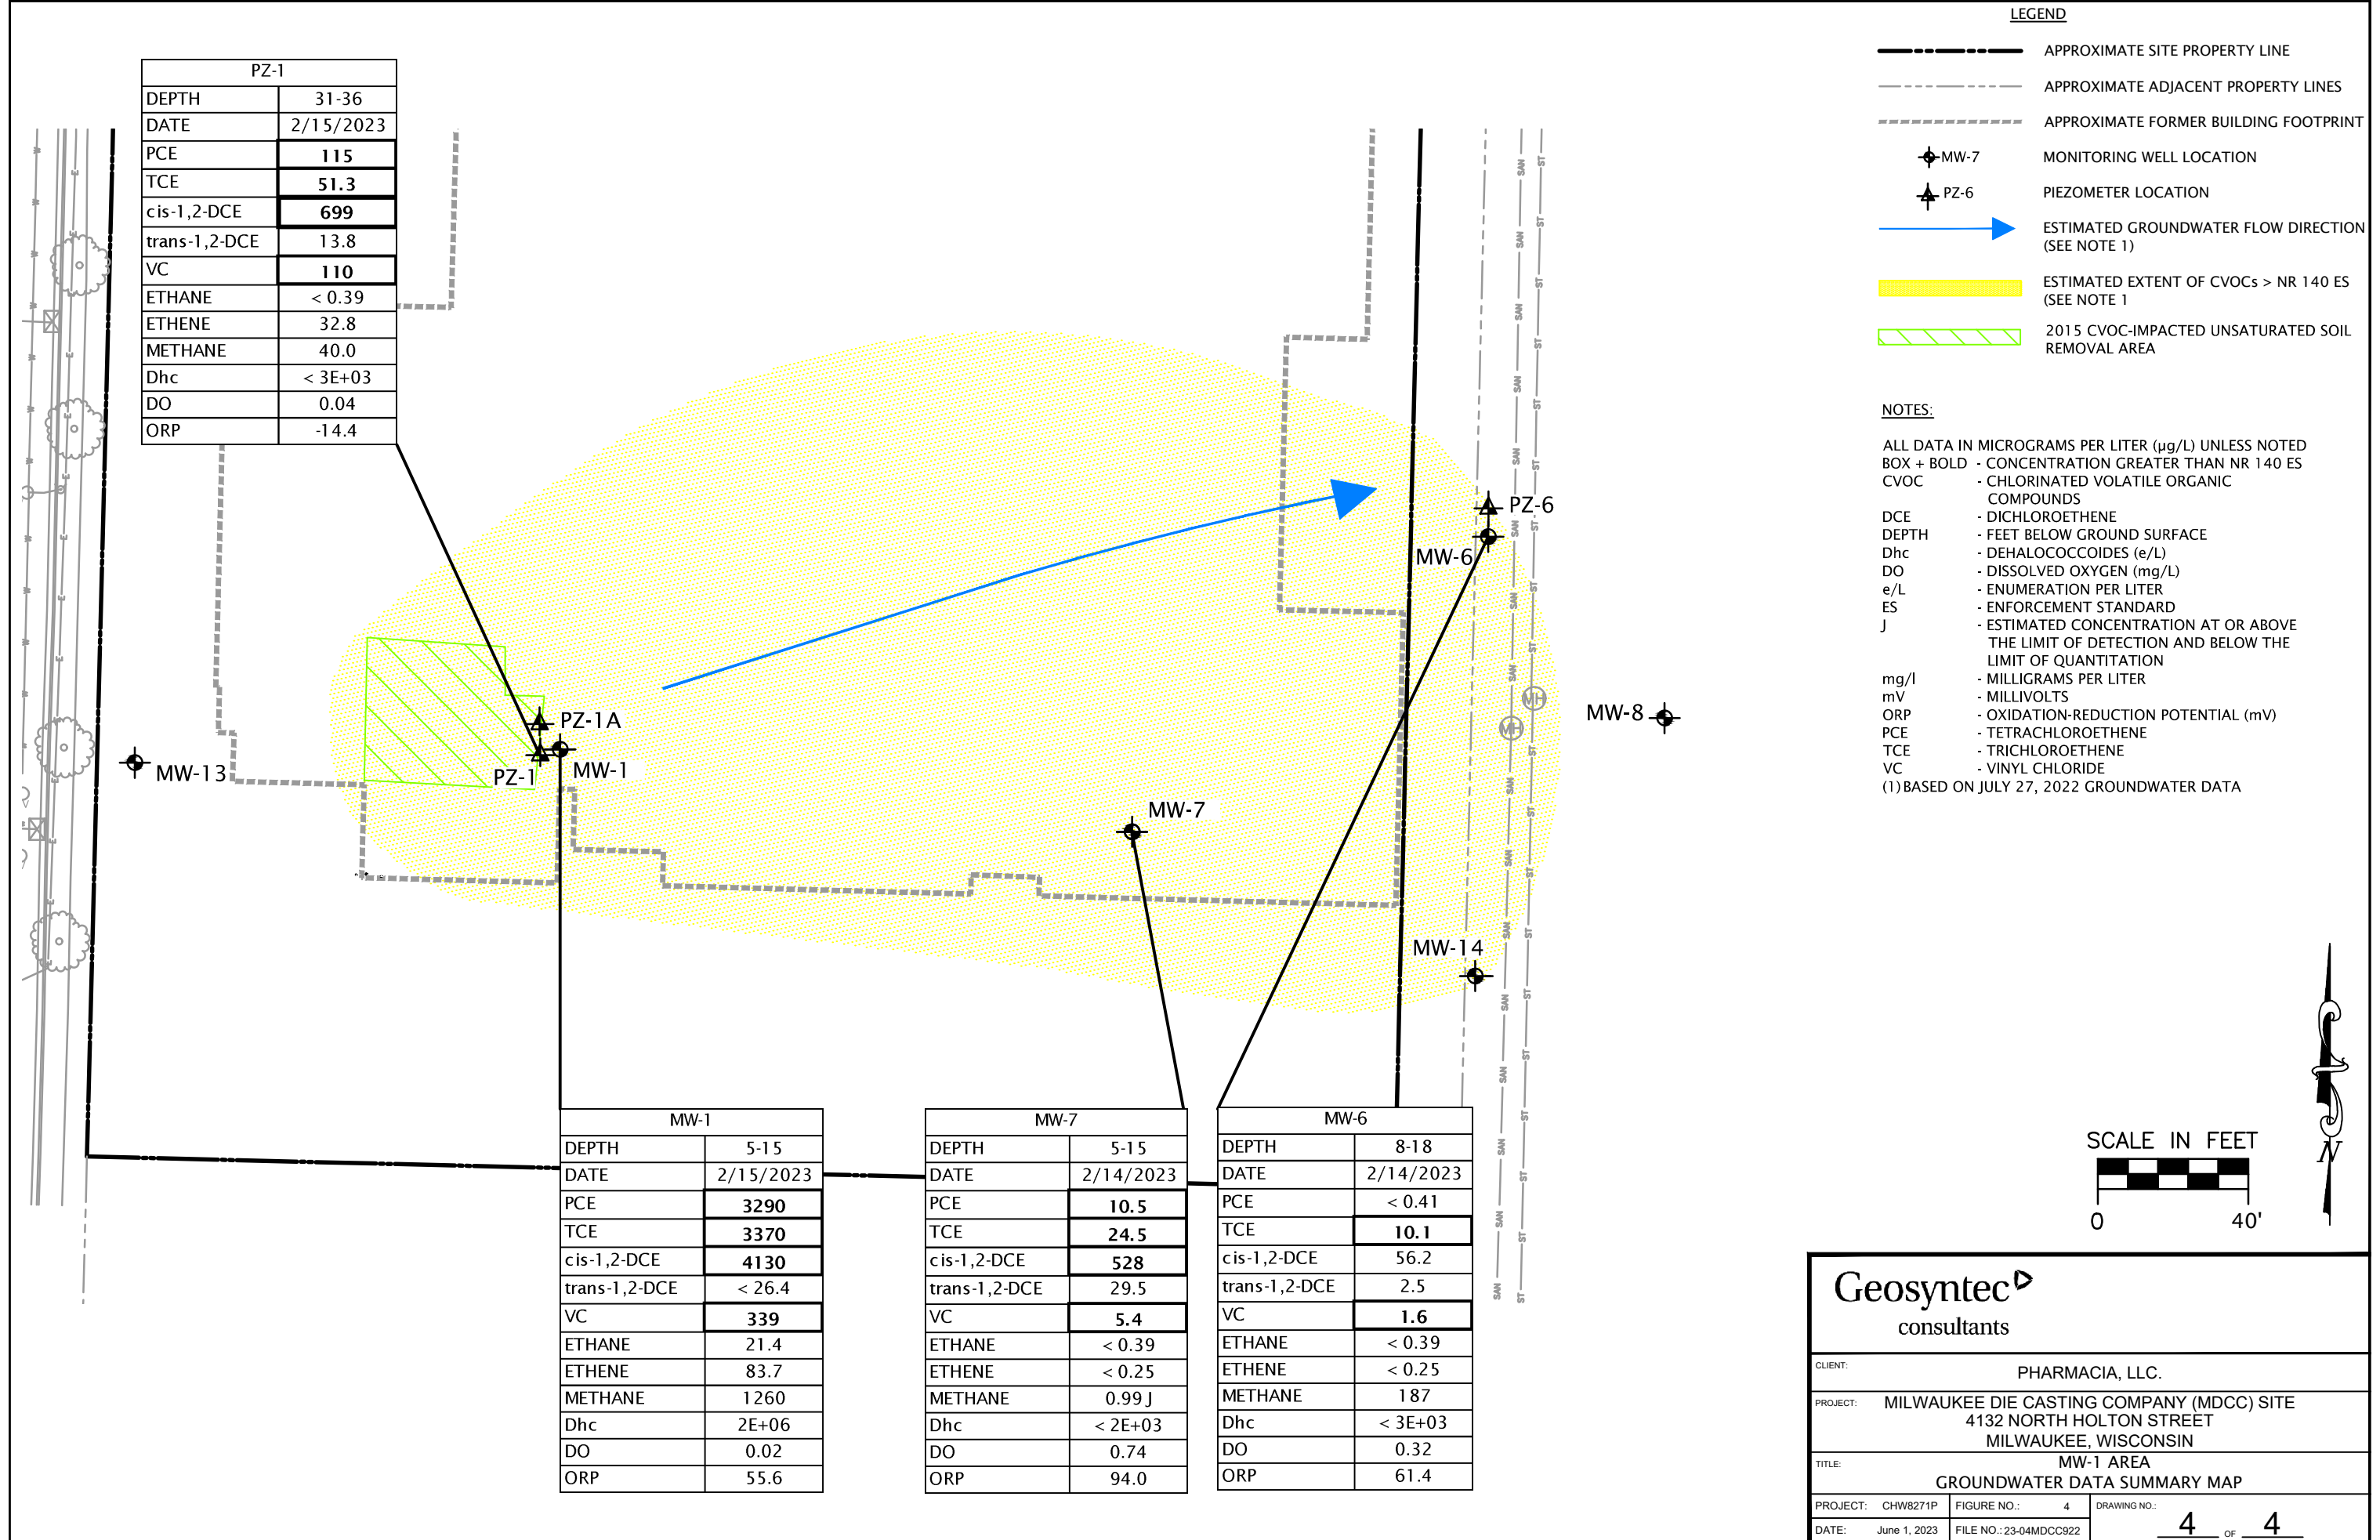 PZ-1
DEPTH 31-36
DATE 2/15/2023
PCE 115
TCE 51.3
cis-1,2-DCE 699
trans-1,2-DCE 13.8
VC 110
ETHANE < 0.39
ETHENE 32.8
METHANE 40.0
Dhc < 3E+03
DO 0.04
ORP -14.4
LEGEND
APPROXIMATE SITE PROPERTY LINE
APPROXIMATE ADJACENT PROPERTY LINES
APPROXIMATE FORMER BUILDING FOOTPRINT
MW-7 MONITORING WELL LOCATION
PZ-6 PIEZOMETER LOCATION
ESTIMATED GROUNDWATER FLOW DIRECTION
(SEE NOTE 1)
ESTIMATED EXTENT OF CVOCs > NR 140 ES
(SEE NOTE 1
2015 CVOC-IMPACTED UNSATURATED SOIL
REMOVAL AREA
NOTES:
ALL DATA IN MICROGRAMS PER LITER (µg/L) UNLESS NOTED
BOX + BOLD - CONCENTRATION GREATER THAN NR 140 ES
CVOC - CHLORINATED VOLATILE ORGANIC
COMPOUNDS
DCE - DICHLOROETHENE
DEPTH - FEET BELOW GROUND SURFACE
Dhc - DEHALOCOCCOIDES (e/L)
DO - DISSOLVED OXYGEN (mg/L)
e/L - ENUMERATION PER LITER
ES - ENFORCEMENT STANDARD
J - ESTIMATED CONCENTRATION AT OR ABOVE
THE LIMIT OF DETECTION AND BELOW THE
LIMIT OF QUANTITATION
mg/l - MILLIGRAMS PER LITER
mV - MILLIVOLTS
ORP - OXIDATION-REDUCTION POTENTIAL (mV)
PCE - TETRACHLOROETHENE
TCE - TRICHLOROETHENE
VC - VINYL CHLORIDE
(1) BASED ON JULY 27, 2022 GROUNDWATER DATA
PZ-6
MW-6
MW-8
PZ-1A
PZ-1
MW-1
MW-13
MW-7
MW-14
SAN
ST
MH
MH
W
E
MW-1
DEPTH 5-15
DATE 2/15/2023
PCE 3290
TCE 3370
cis-1,2-DCE 4130
trans-1,2-DCE < 26.4
VC 339
ETHANE 21.4
ETHENE 83.7
METHANE 1260
Dhc 2E+06
DO 0.02
ORP 55.6
MW-7
DEPTH 5-15
DATE 2/14/2023
PCE 10.5
TCE 24.5
cis-1,2-DCE 528
trans-1,2-DCE 29.5
VC 5.4
ETHANE < 0.39
ETHENE < 0.25
METHANE 0.99 J
Dhc < 2E+03
DO 0.74
ORP 94.0
MW-6
DEPTH 8-18
DATE 2/14/2023
PCE < 0.41
TCE 10.1
cis-1,2-DCE 56.2
trans-1,2-DCE 2.5
VC 1.6
ETHANE < 0.39
ETHENE < 0.25
METHANE 187
Dhc < 3E+03
DO 0.32
ORP 61.4
N
SCALE IN FEET
0 40'
Geosyntec
consultants
CLIENT: PHARMACIA, LLC.
PROJECT: MILWAUKEE DIE CASTING COMPANY (MDCC) SITE
4132 NORTH HOLTON STREET
MILWAUKEE, WISCONSIN
TITLE: MW-1 AREA
GROUNDWATER DATA SUMMARY MAP
PROJECT: CHW8271P FIGURE NO.: 4 DRAWING NO.:
DATE: June 1, 2023 FILE NO.: 23-04MDCC922 4 OF 4